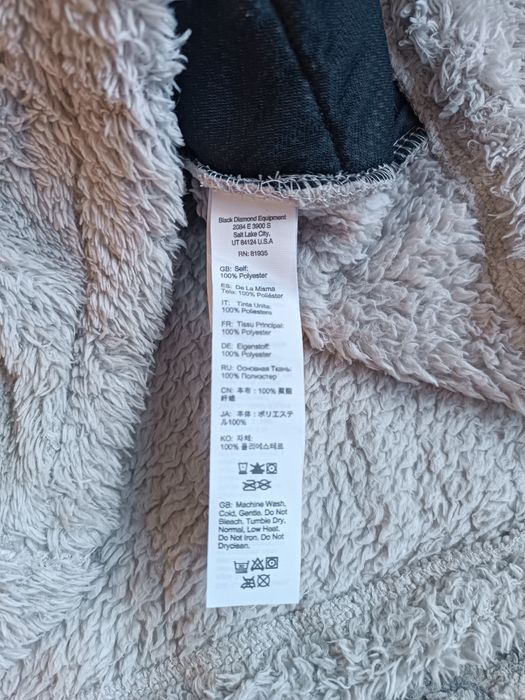 Black Diamond Equipment
2084 E 3900 S
Salt Lake City,
UT 84124 U.S.A
RN: 81935
GB: Self:
100% Polyester
ES: De La Misma
Tela: 100% Poliéster
IT: Tinta Unita:
100% Poliestere
FR: Tissu Principal:
100% Polyester
DE: Eigenstoff:
100% Polyester
RU: Основная Ткань:
100% Полиэстер
CN: 本布：100% 聚酯
纤维
JA: 本体：ポリエステ
ル100%
KO: 자체:
100% 폴리에스테르
GB: Machine Wash,
Cold, Gentle. Do Not
Bleach. Tumble Dry,
Normal, Low Heat.
Do Not Iron. Do Not
Dryclean.